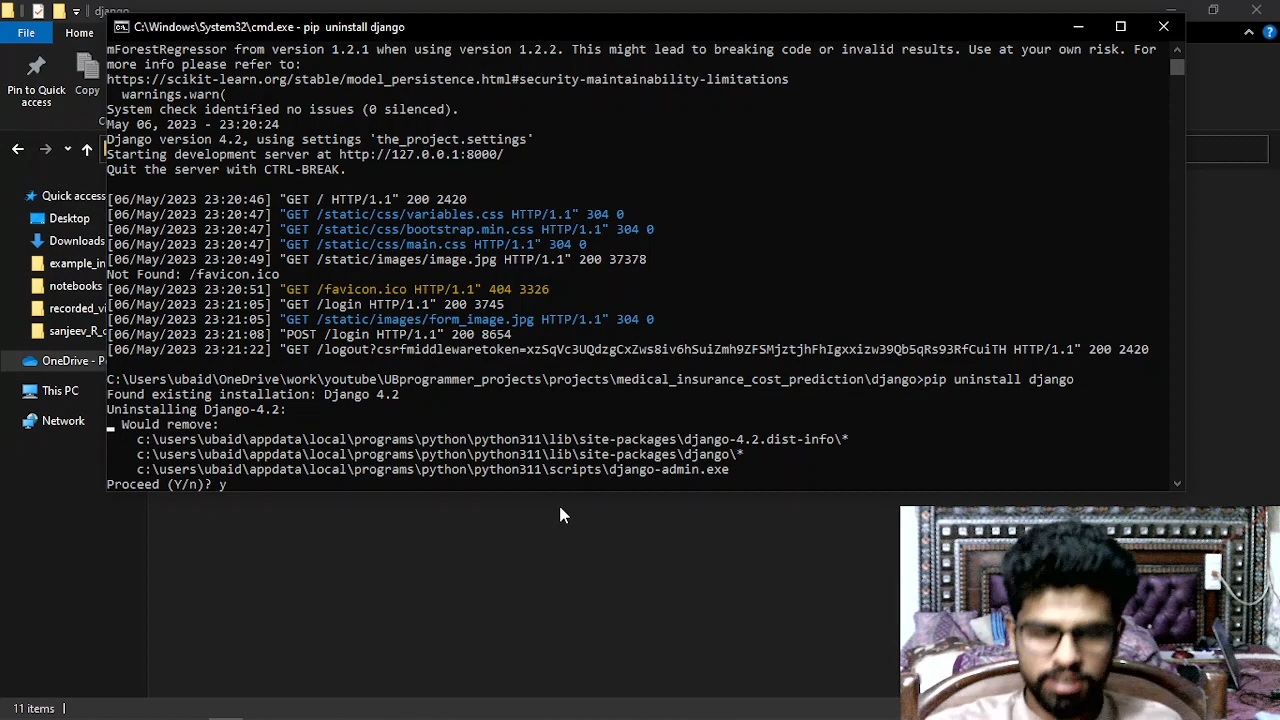 django
C:\Windows\System32\cmd.exe - pip  uninstall django
File
Home
Pin to Quick
access
Copy
Quick access
Desktop
Downloads
example_in
notebooks
recorded_vi
sanjeev_R_c
OneDrive - P
This PC
Network
11 items
mForestRegressor from version 1.2.1 when using version 1.2.2. This might lead to breaking code or invalid results. Use at your own risk. For
more info please refer to:
https://scikit-learn.org/stable/model_persistence.html#security-maintainability-limitations
  warnings.warn(
System check identified no issues (0 silenced).
May 06, 2023 - 23:20:24
Django version 4.2, using settings 'the_project.settings'
Starting development server at http://127.0.0.1:8000/
Quit the server with CTRL-BREAK.
[06/May/2023 23:20:46] "GET / HTTP/1.1" 200 2420
[06/May/2023 23:20:47] "GET /static/css/variables.css HTTP/1.1" 304 0
[06/May/2023 23:20:47] "GET /static/css/bootstrap.min.css HTTP/1.1" 304 0
[06/May/2023 23:20:47] "GET /static/css/main.css HTTP/1.1" 304 0
[06/May/2023 23:20:49] "GET /static/images/image.jpg HTTP/1.1" 200 37378
Not Found: /favicon.ico
[06/May/2023 23:20:51] "GET /favicon.ico HTTP/1.1" 404 3326
[06/May/2023 23:21:05] "GET /login HTTP/1.1" 200 3745
[06/May/2023 23:21:05] "GET /static/images/form_image.jpg HTTP/1.1" 304 0
[06/May/2023 23:21:08] "POST /login HTTP/1.1" 200 8654
[06/May/2023 23:21:22] "GET /logout?csrfmiddlewaretoken=xzSqVc3UQdzgCxZws8iv6hSuiZmh9ZFSMjztjhFhIgxxizw39Qb5qRs93RfCuiTH HTTP/1.1" 200 2420
C:\Users\ubaid\OneDrive\work\youtube\UBprogrammer_projects\projects\medical_insurance_cost_prediction\django>pip uninstall django
Found existing installation: Django 4.2
Uninstalling Django-4.2:
  Would remove:
    c:\users\ubaid\appdata\local\programs\python\python311\lib\site-packages\django-4.2.dist-info\*
    c:\users\ubaid\appdata\local\programs\python\python311\lib\site-packages\django\*
    c:\users\ubaid\appdata\local\programs\python\python311\scripts\django-admin.exe
Proceed (Y/n)? y